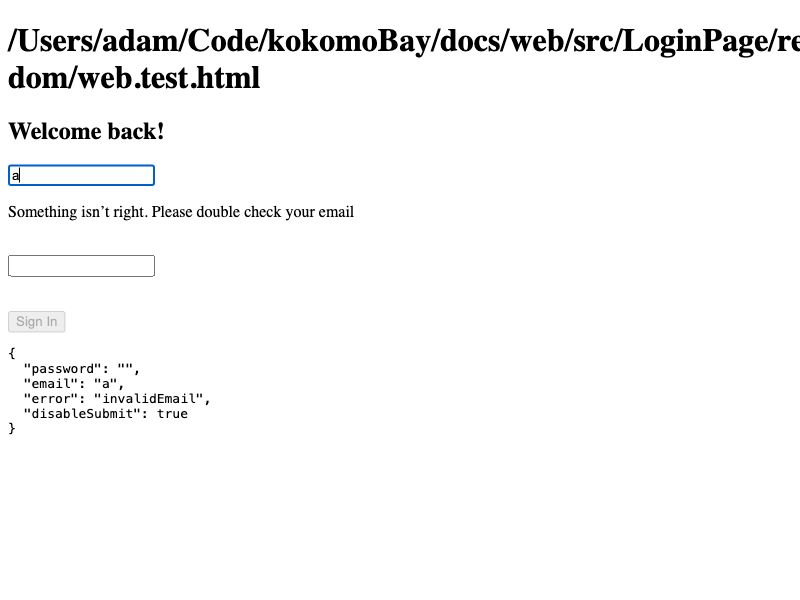 /Users/adam/Code/kokomoBay/docs/web/src/LoginPage/re
dom/web.test.html
Welcome back!
a
Something isn’t right. Please double check your email
Sign In
{
  "password": "",
  "email": "a",
  "error": "invalidEmail",
  "disableSubmit": true
}